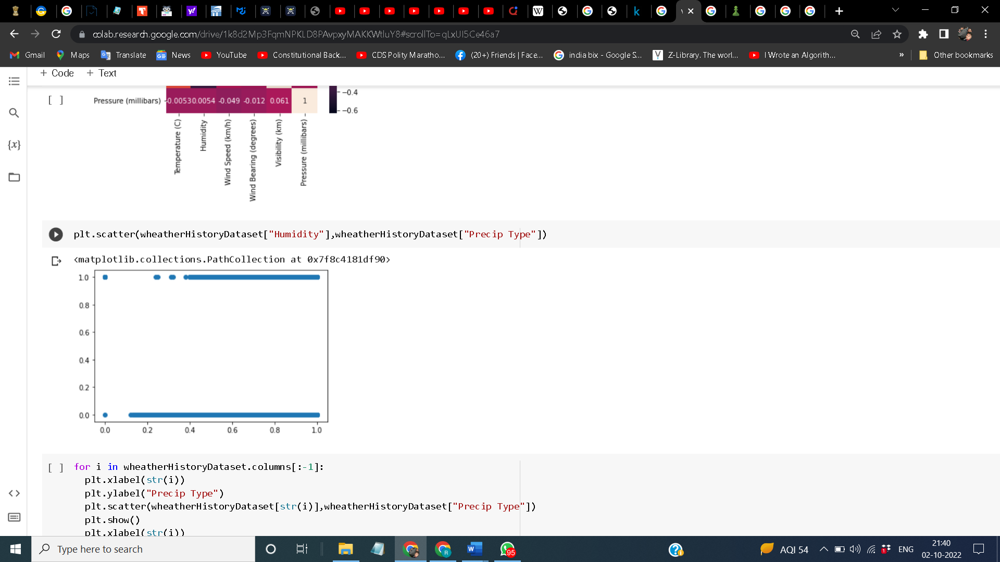 colab.research.google.com/drive/1k8d2Mp3FqmNPKLD8PAvpxyMAKKWtluY8#scrollTo=qLxUI5Ce46a7
Gmail Maps Translate News YouTube Constitutional Back... CDS Polity Maratho... (20+) Friends | Face... india bix - Google S... Z-Library. The worl... I Wrote an Algorith... » Other bookmarks
+ Code + Text
−0.4
[ ] Pressure (millibars) -0.0053 0.0054 -0.049 -0.012 0.061 1
−0.6
Temperature (C)
Humidity
Wind Speed (km/h)
Wind Bearing (degrees)
Visibility (km)
Pressure (millibars)
{x}
plt.scatter(wheatherHistoryDataset["Humidity"],wheatherHistoryDataset["Precip Type"])
<matplotlib.collections.PathCollection at 0x7f8c4181df90>
1.0
0.8
0.6
0.4
0.2
0.0
0.0 0.2 0.4 0.6 0.8 1.0
[ ] for i in wheatherHistoryDataset.columns[:-1]:
plt.xlabel(str(i))
plt.ylabel("Precip Type")
plt.scatter(wheatherHistoryDataset[str(i)],wheatherHistoryDataset["Precip Type"])
plt.show()
plt.xlabel(str(i))
Type here to search
95
AQI 54
ENG
21:40
02-10-2022